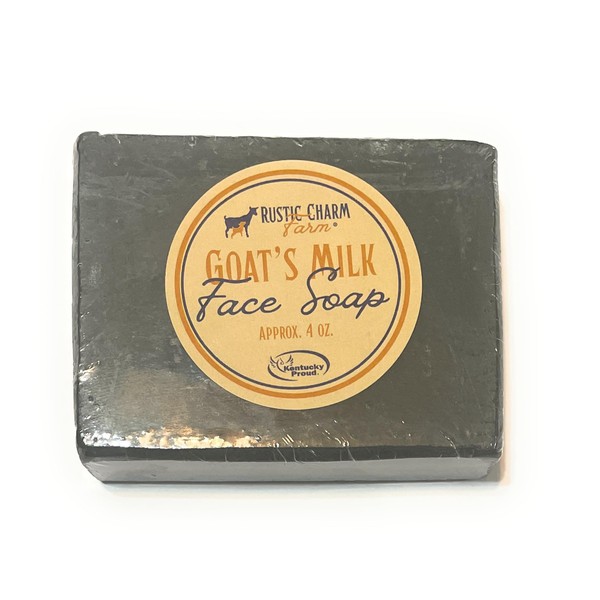 RUSTIC CHARM
Farm®
GOAT'S MILK
Face Soap
APPROX. 4 OZ.
Kentucky
Proud.